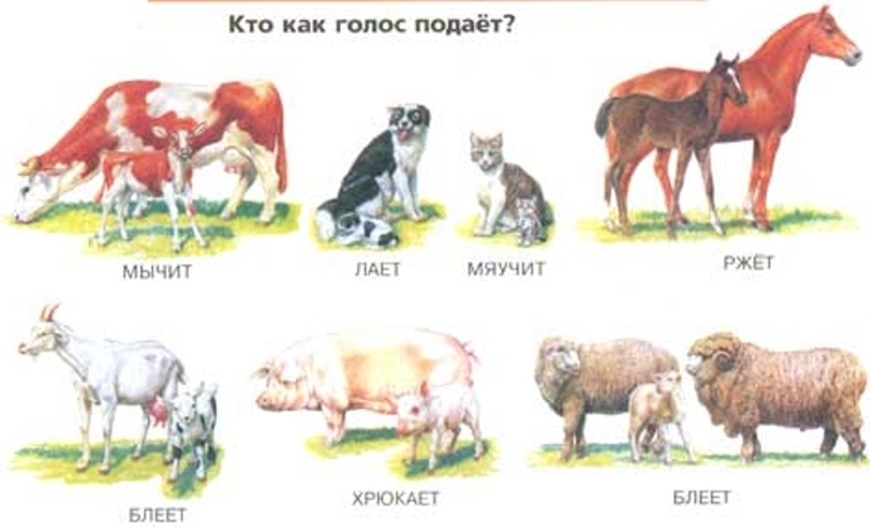 Кто как голос подаёт?
МЫЧИТ
ЛАЕТ
МЯУЧИТ
РЖЁТ
БЛЕЕТ
ХРЮКАЕТ
БЛЕЕТ